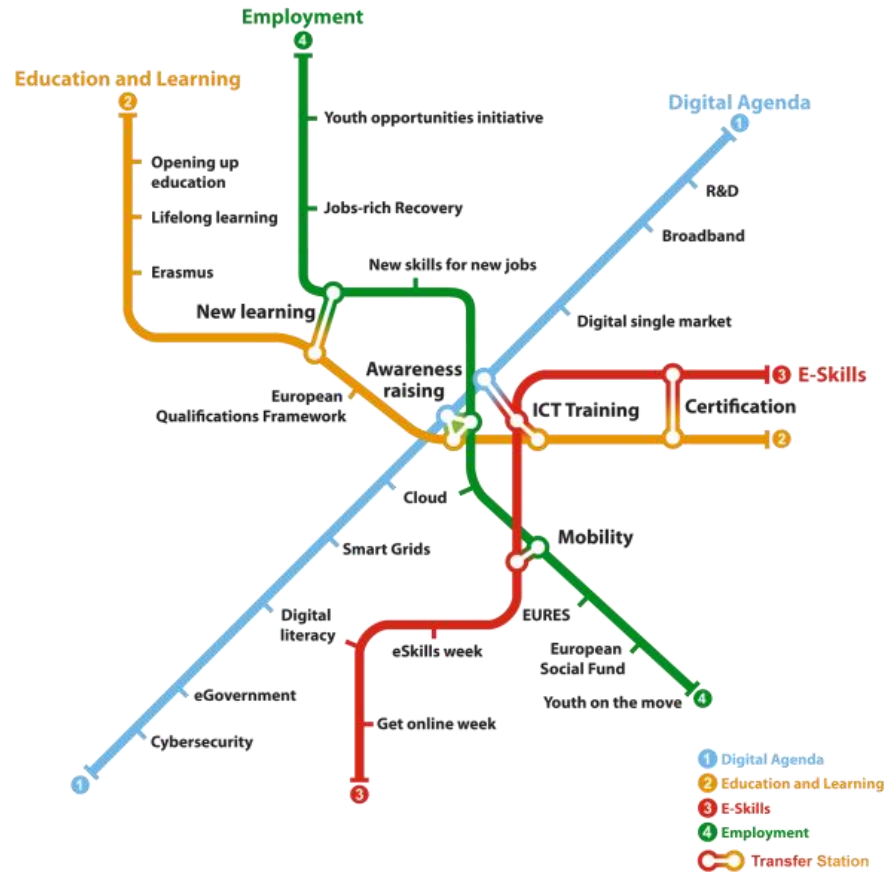 Employment
4
Education and Learning
2
Digital Agenda
1
Youth opportunities initiative
Opening up
education
R&D
Jobs-rich Recovery
Lifelong learning
Broadband
New skills for new jobs
Erasmus
New learning
Digital single market
Awareness
raising
3 E-Skills
European
Qualifications Framework
ICT Training
Certification
2
Cloud
Mobility
Smart Grids
Digital
literacy
EURES
eSkills week
European
Social Fund
eGovernment
Youth on the move
4
Get online week
Cybersecurity
1
3
1 Digital Agenda
2 Education and Learning
3 E-Skills
4 Employment
Transfer Station